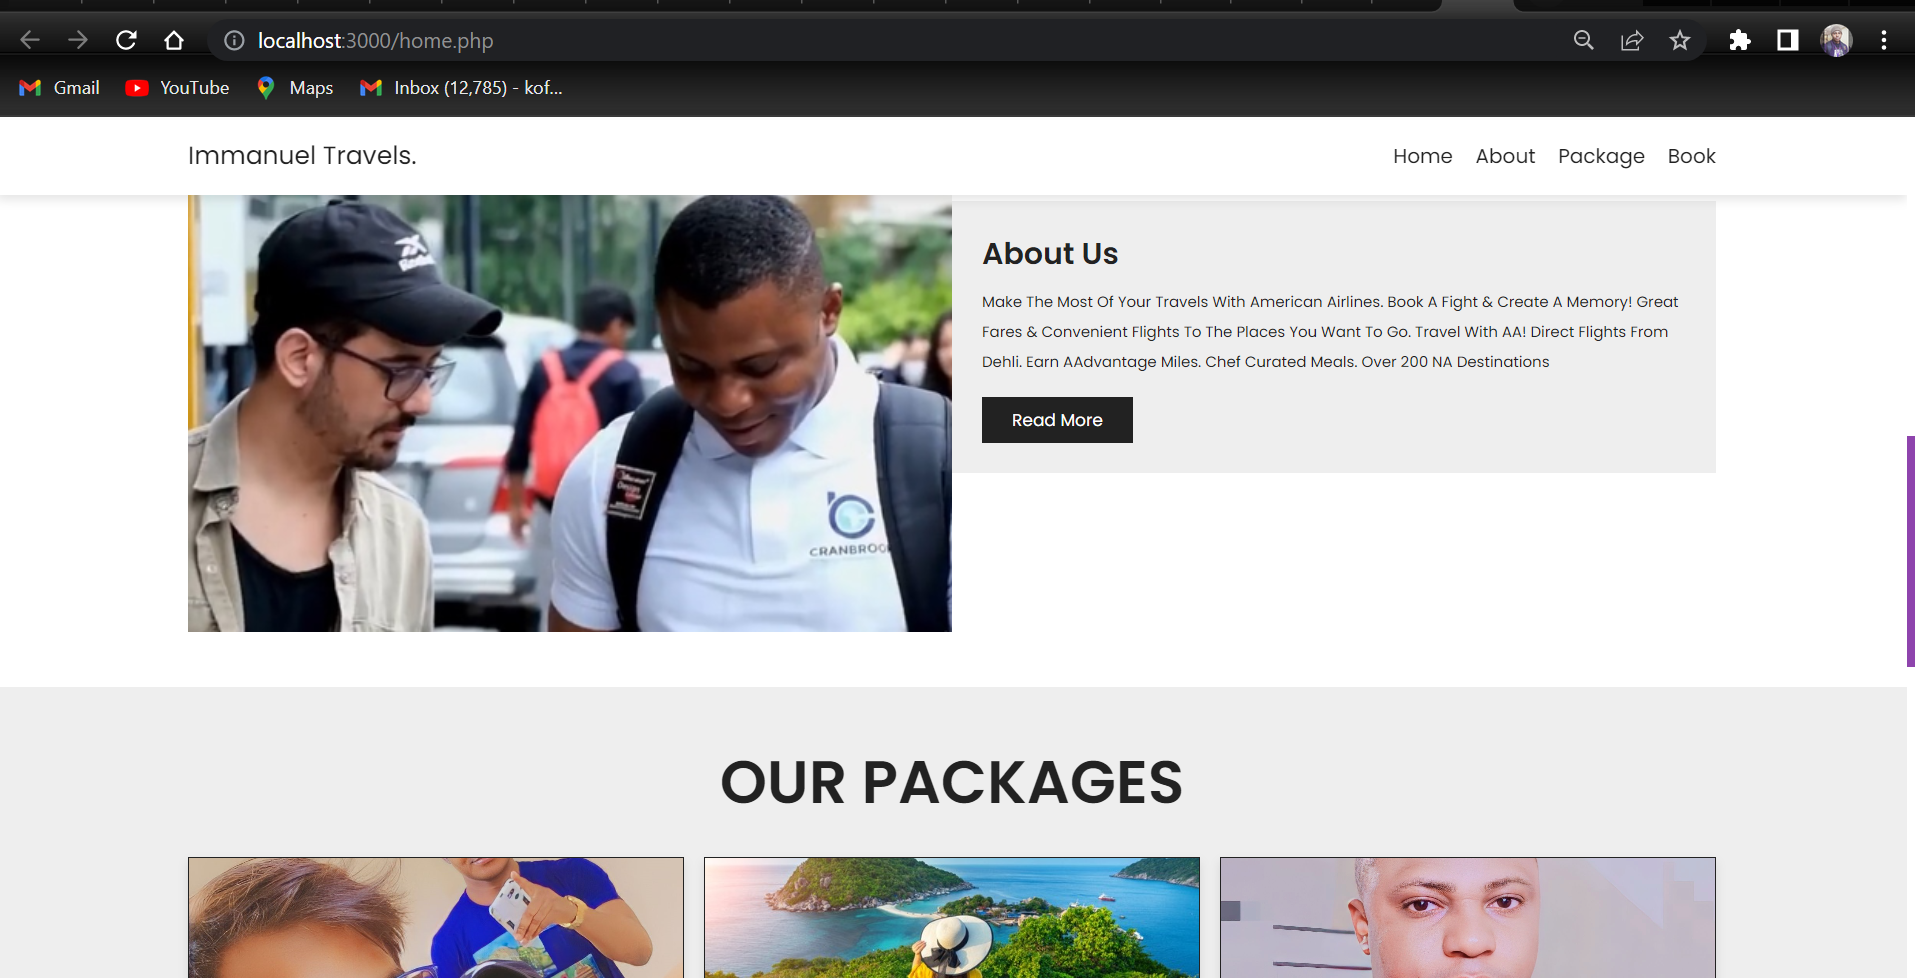 localhost:3000/home.php
Gmail YouTube Maps Inbox (12,785) - kof...
Immanuel Travels.
Home About Package Book
About Us
Make The Most Of Your Travels With American Airlines. Book A Fight & Create A Memory! Great
Fares & Convenient Flights To The Places You Want To Go. Travel With AA! Direct Flights From
Dehli. Earn AAdvantage Miles. Chef Curated Meals. Over 200 NA Destinations
Read More
CRANBROO
OUR PACKAGES